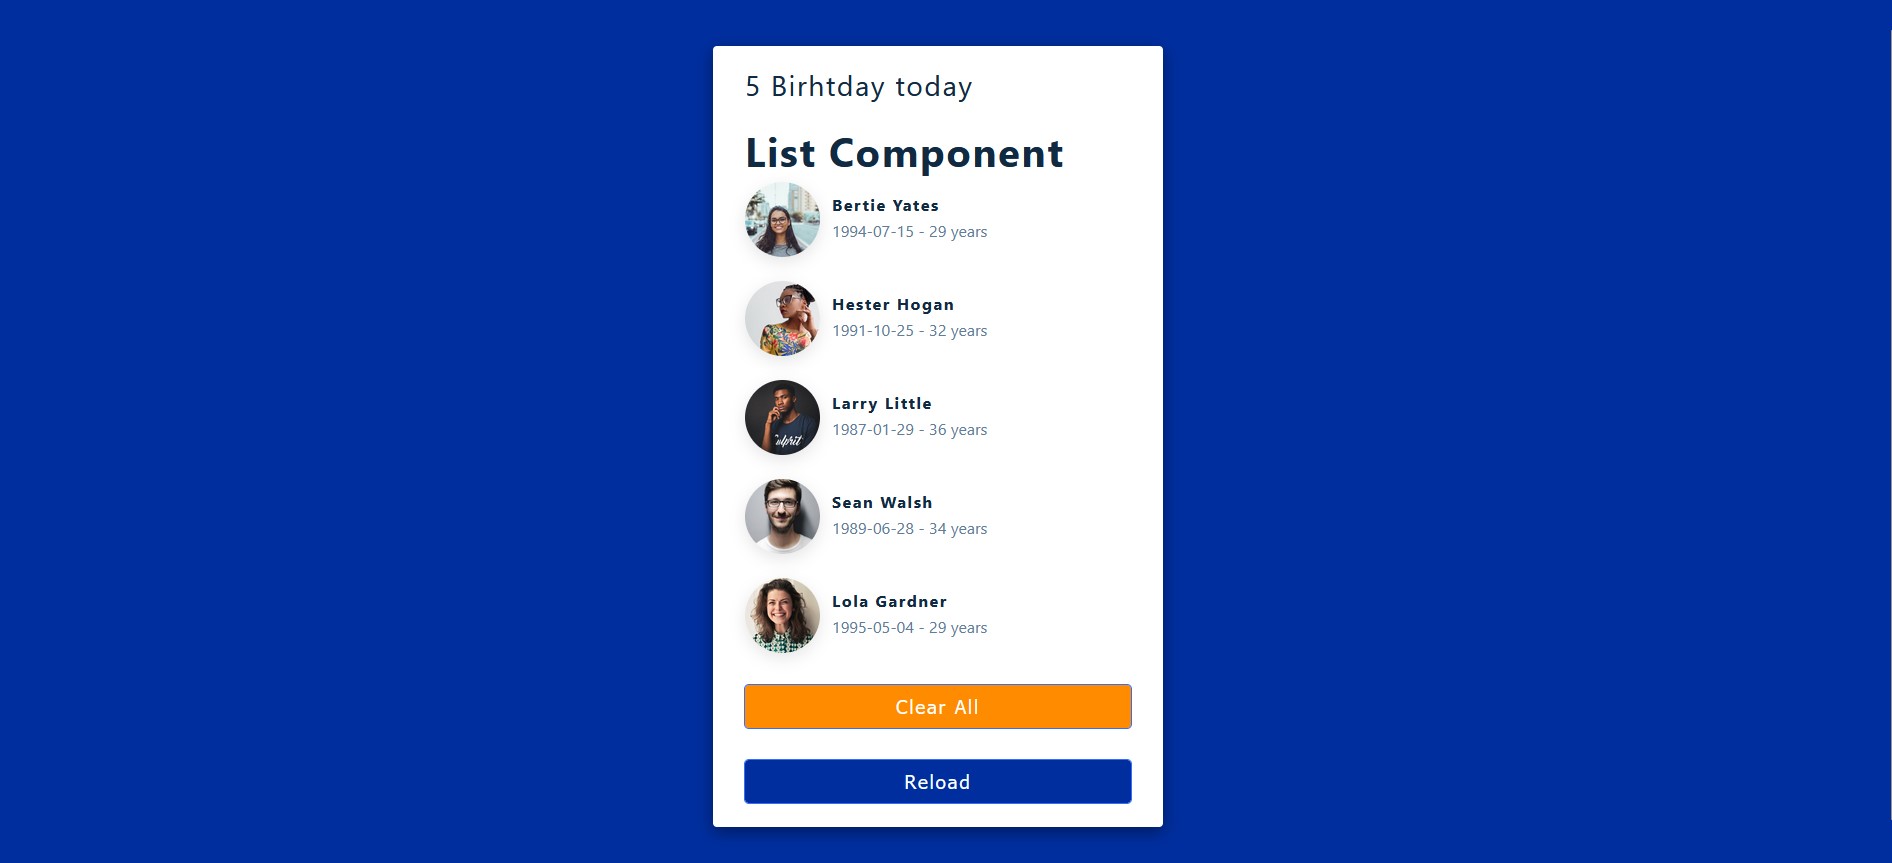 5 Birhtday today
List Component
Bertie Yates
1994-07-15 - 29 years
Hester Hogan
1991-10-25 - 32 years
Larry Little
1987-01-29 - 36 years
Sean Walsh
1989-06-28 - 34 years
Lola Gardner
1995-05-04 - 29 years
Clear All
Reload